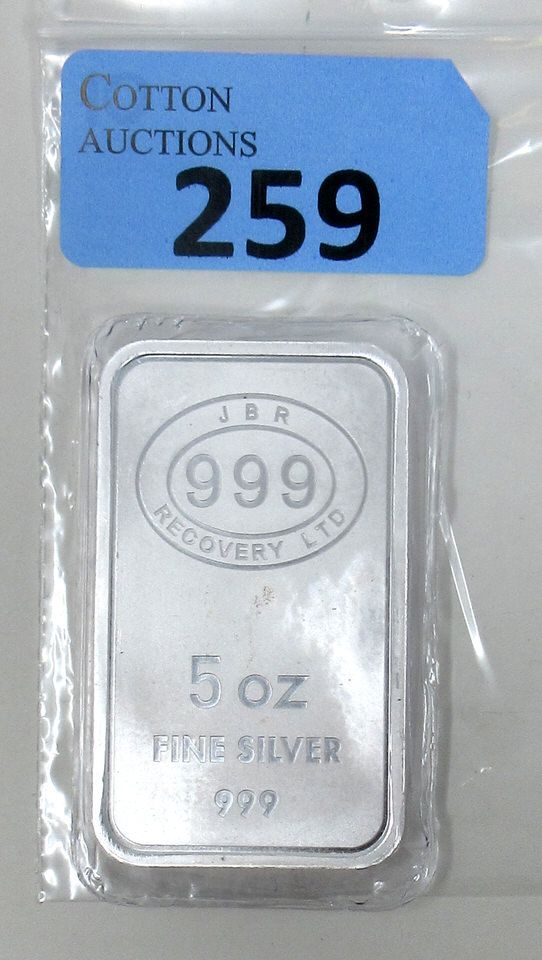 COTTON
AUCTIONS
259
JBR
999
RECOVERY LTD
5 oz
FINE SILVER
999